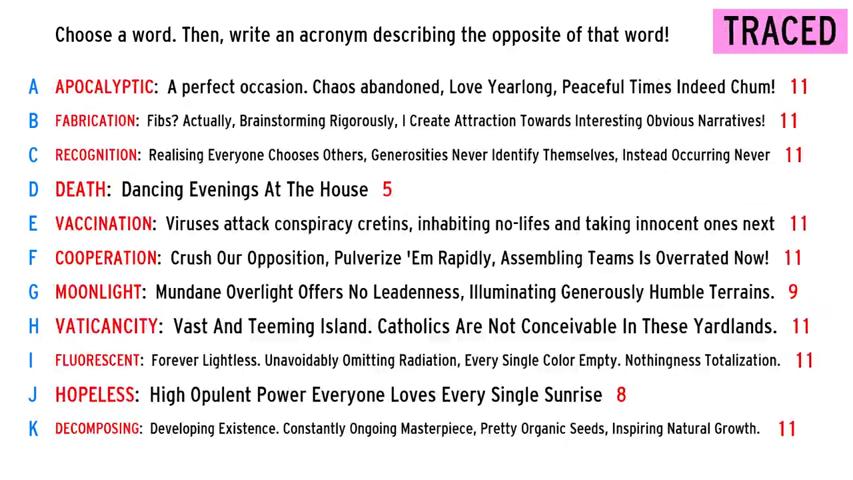 Choose a word. Then, write an acronym describing the opposite of that word!
TRACED
A APOCALYPTIC: A perfect occasion. Chaos abandoned, Love Yearlong, Peaceful Times Indeed Chum! 11
B FABRICATION: Fibs? Actually, Brainstorming Rigorously, I Create Attraction Towards Interesting Obvious Narratives! 11
C RECOGNITION: Realising Everyone Chooses Others, Generosities Never Identify Themselves, Instead Occurring Never 11
D DEATH: Dancing Evenings At The House 5
E VACCINATION: Viruses attack conspiracy cretins, inhabiting no-lifes and taking innocent ones next 11
F COOPERATION: Crush Our Opposition, Pulverize 'Em Rapidly, Assembling Teams Is Overrated Now! 11
G MOONLIGHT: Mundane Overlight Offers No Leadenness, Illuminating Generously Humble Terrains. 9
H VATICANCITY: Vast And Teeming Island. Catholics Are Not Conceivable In These Yardlands. 11
I FLUORESCENT: Forever Lightless. Unavoidably Omitting Radiation, Every Single Color Empty. Nothingness Totalization. 11
J HOPELESS: High Opulent Power Everyone Loves Every Single Sunrise 8
K DECOMPOSING: Developing Existence. Constantly Ongoing Masterpiece, Pretty Organic Seeds, Inspiring Natural Growth. 11